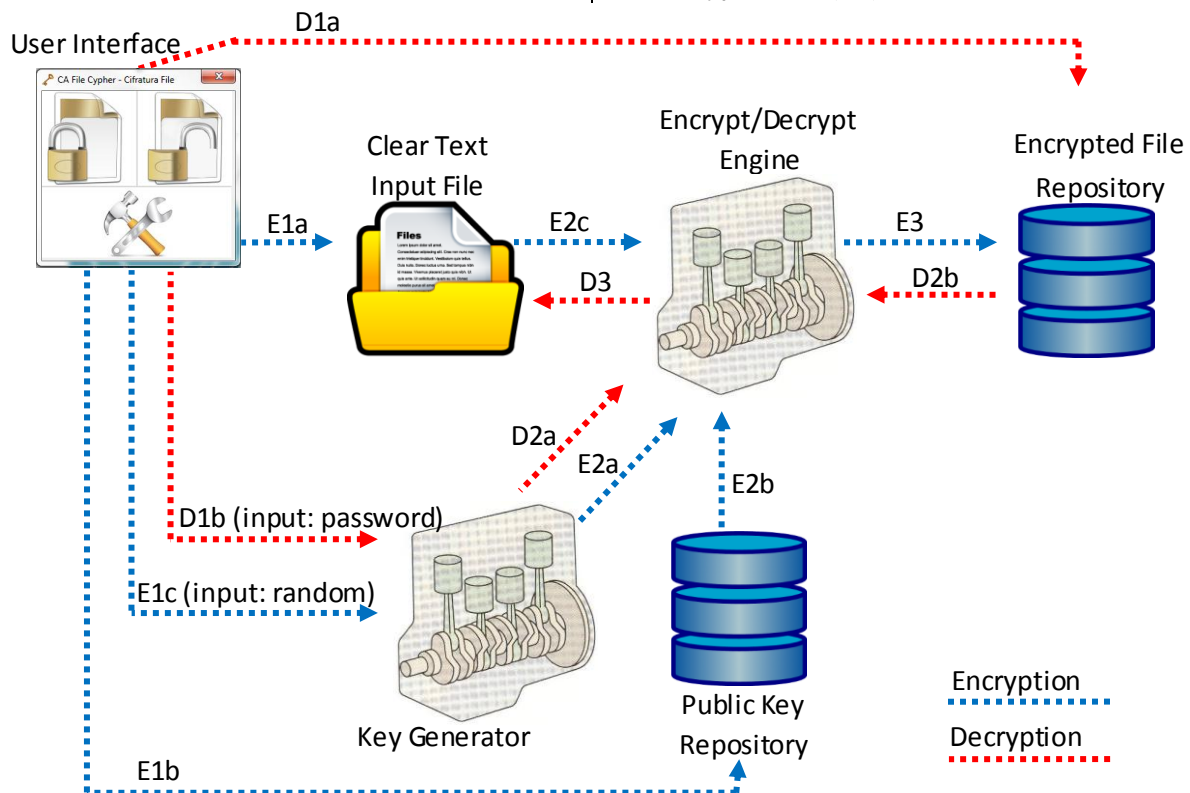 D1a
User Interface
CA File Cypher - Cifratura File
x
Encrypt/Decrypt
Engine
Clear Text
Input File
Encrypted File
Repository
E1a
Files
E2c
E3
D3
D2b
D2a
E2a
E2b
D1b (input: password)
E1c (input: random)
Key Generator
Public Key
Repository
E1b
Encryption
Decryption